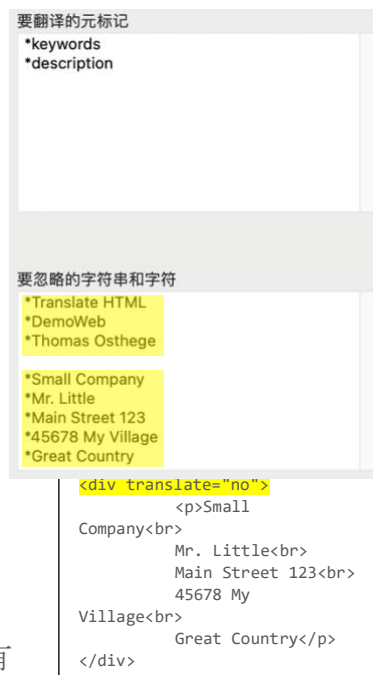 要翻译的元标记
*keywords
*description
要忽略的字符串和字符
*Translate HTML
*DemoWeb
*Thomas Osthege
*Small Company
*Mr. Little
*Main Street 123
*45678 My Village
*Great Country
<div translate="no">
<p>Small
Company<br>
Mr. Little<br>
Main Street 123<br>
45678 My
Village<br>
Great Country</p>
</div>